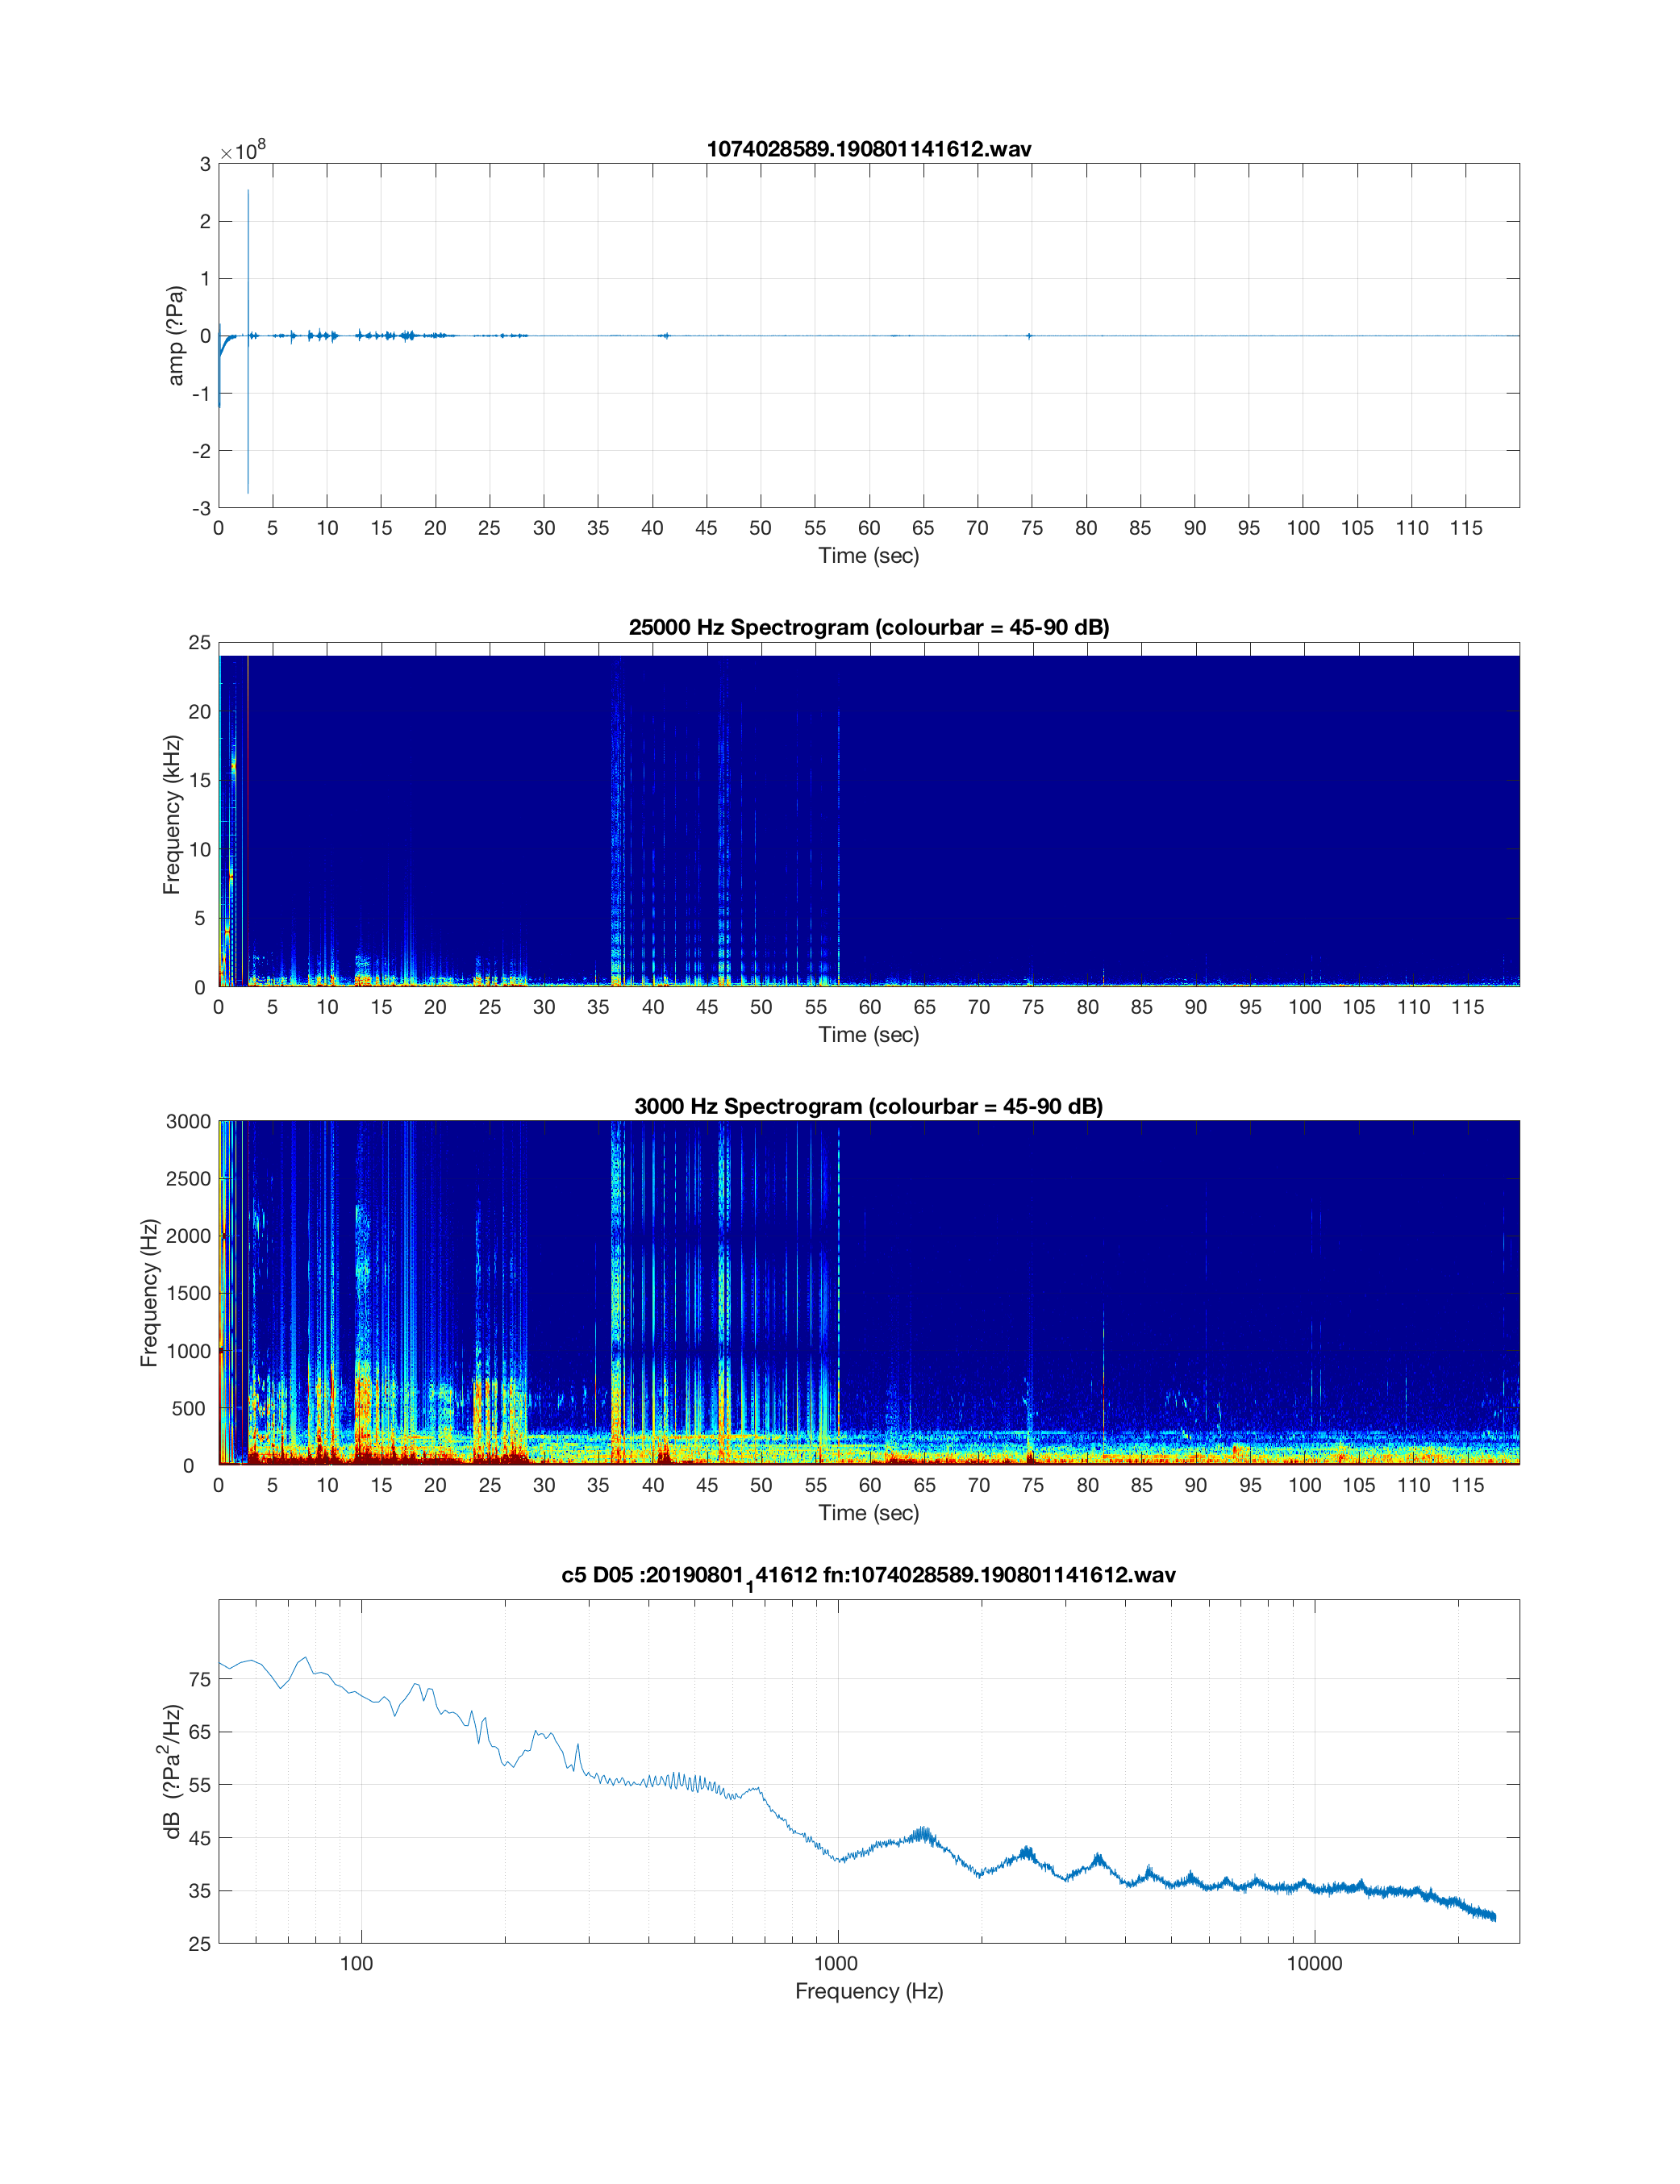 1074028589.190801141612.wav
×10^8
3
2
1
0
-1
-2
-3
amp (?Pa)
0 5 10 15 20 25 30 35 40 45 50 55 60 65 70 75 80 85 90 95 100 105 110 115
Time (sec)
25000 Hz Spectrogram (colourbar = 45-90 dB)
25
20
15
10
5
0
Frequency (kHz)
0 5 10 15 20 25 30 35 40 45 50 55 60 65 70 75 80 85 90 95 100 105 110 115
Time (sec)
3000 Hz Spectrogram (colourbar = 45-90 dB)
3000
2500
2000
1500
1000
500
0
Frequency (Hz)
0 5 10 15 20 25 30 35 40 45 50 55 60 65 70 75 80 85 90 95 100 105 110 115
Time (sec)
c5 D05 :20190801_141612 fn:1074028589.190801141612.wav
75
65
55
45
35
25
dB (?Pa^2/Hz)
100 1000 10000
Frequency (Hz)